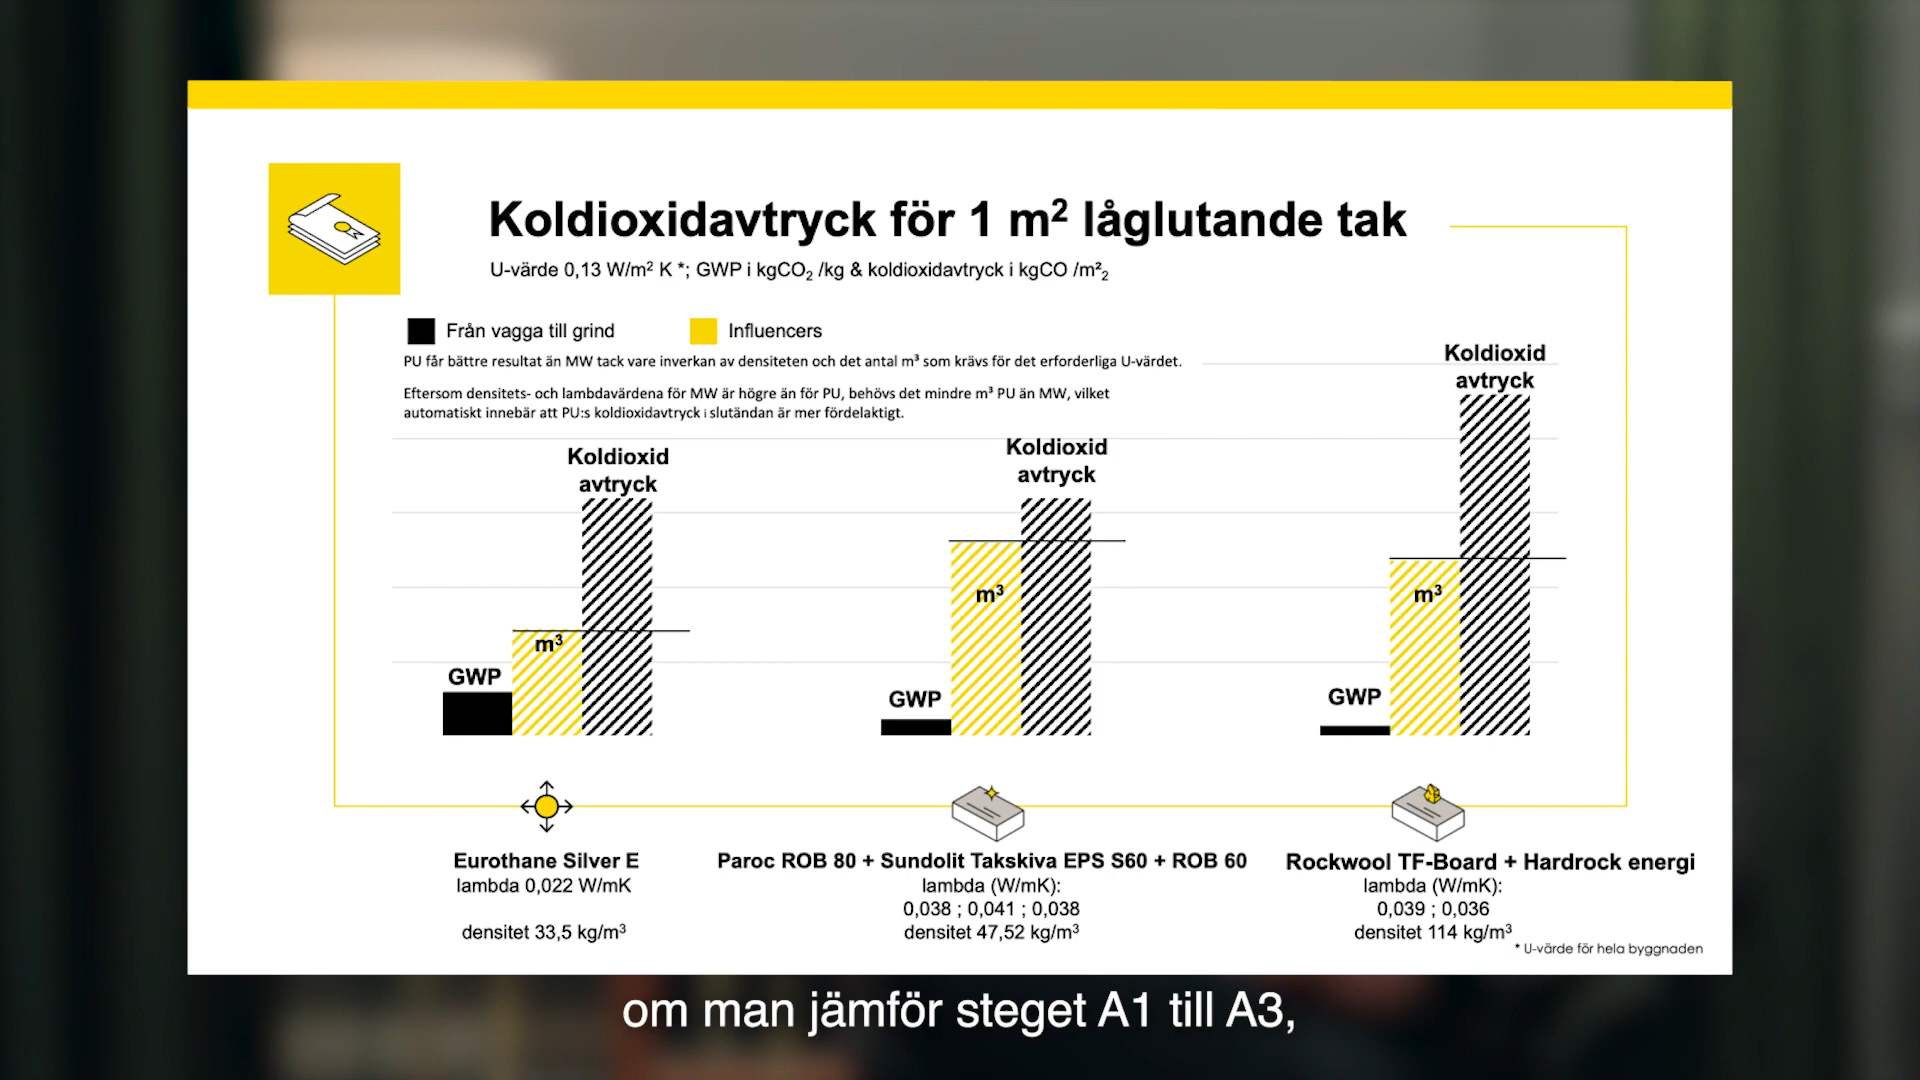 Koldioxidavtryck för 1 m² låglutande tak
U-värde 0,13 W/m² K *; GWP i kgCO₂ /kg & koldioxidavtryck i kgCO /m²₂
Från vagga till grind
Influencers
PU får bättre resultat än MW tack vare inverkan av densiteten och det antal m³ som krävs för det erforderliga U-värdet.
Eftersom densitets- och lambdavärdena för MW är högre än för PU, behövs det mindre m³ PU än MW, vilket
automatiskt innebär att PU:s koldioxidavtryck i slutändan är mer fördelaktigt.
GWP
m³
Koldioxid
avtryck
GWP
m³
Koldioxid
avtryck
GWP
m³
Koldioxid
avtryck
Eurothane Silver E
lambda 0,022 W/mK
densitet 33,5 kg/m³
Paroc ROB 80 + Sundolit Takskiva EPS S60 + ROB 60
lambda (W/mK):
0,038 ; 0,041 ; 0,038
densitet 47,52 kg/m³
Rockwool TF-Board + Hardrock energi
lambda (W/mK):
0,039 ; 0,036
densitet 114 kg/m³
* U-värde för hela byggnaden
om man jämför steget A1 till A3,